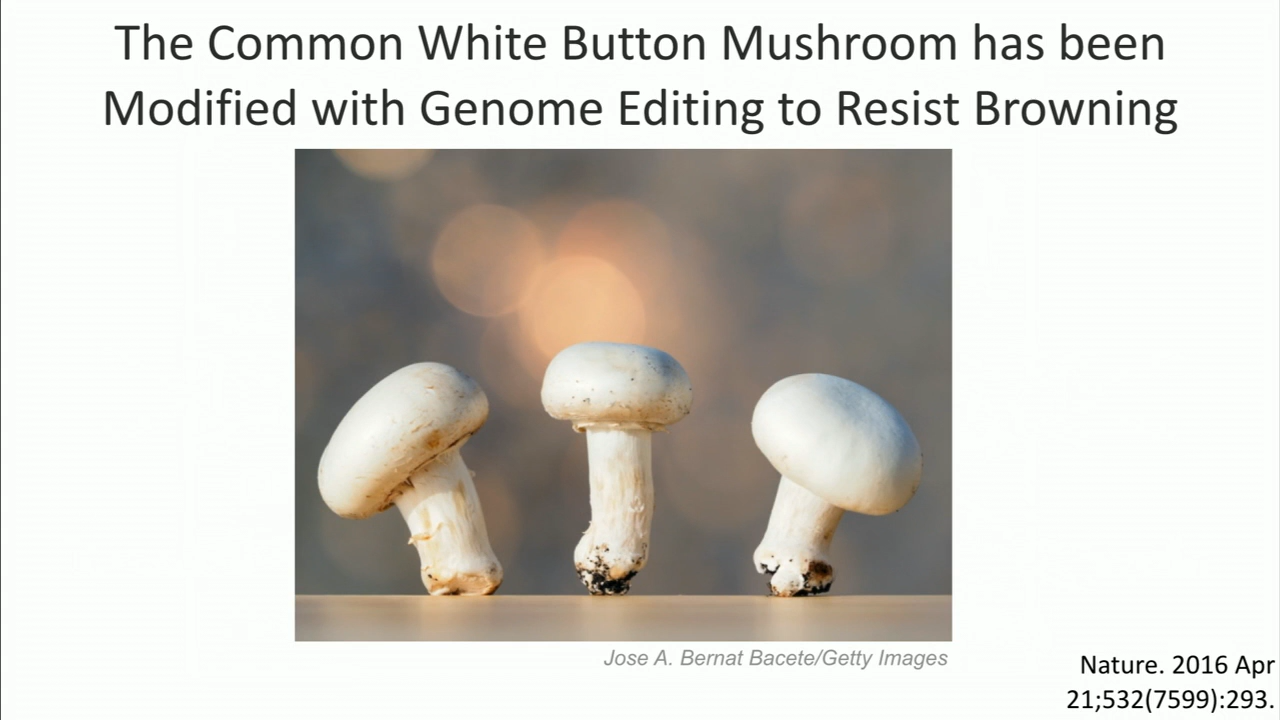 The Common White Button Mushroom has been
Modified with Genome Editing to Resist Browning
Jose A. Bernat Bacete/Getty Images
Nature. 2016 Apr
21;532(7599):293.